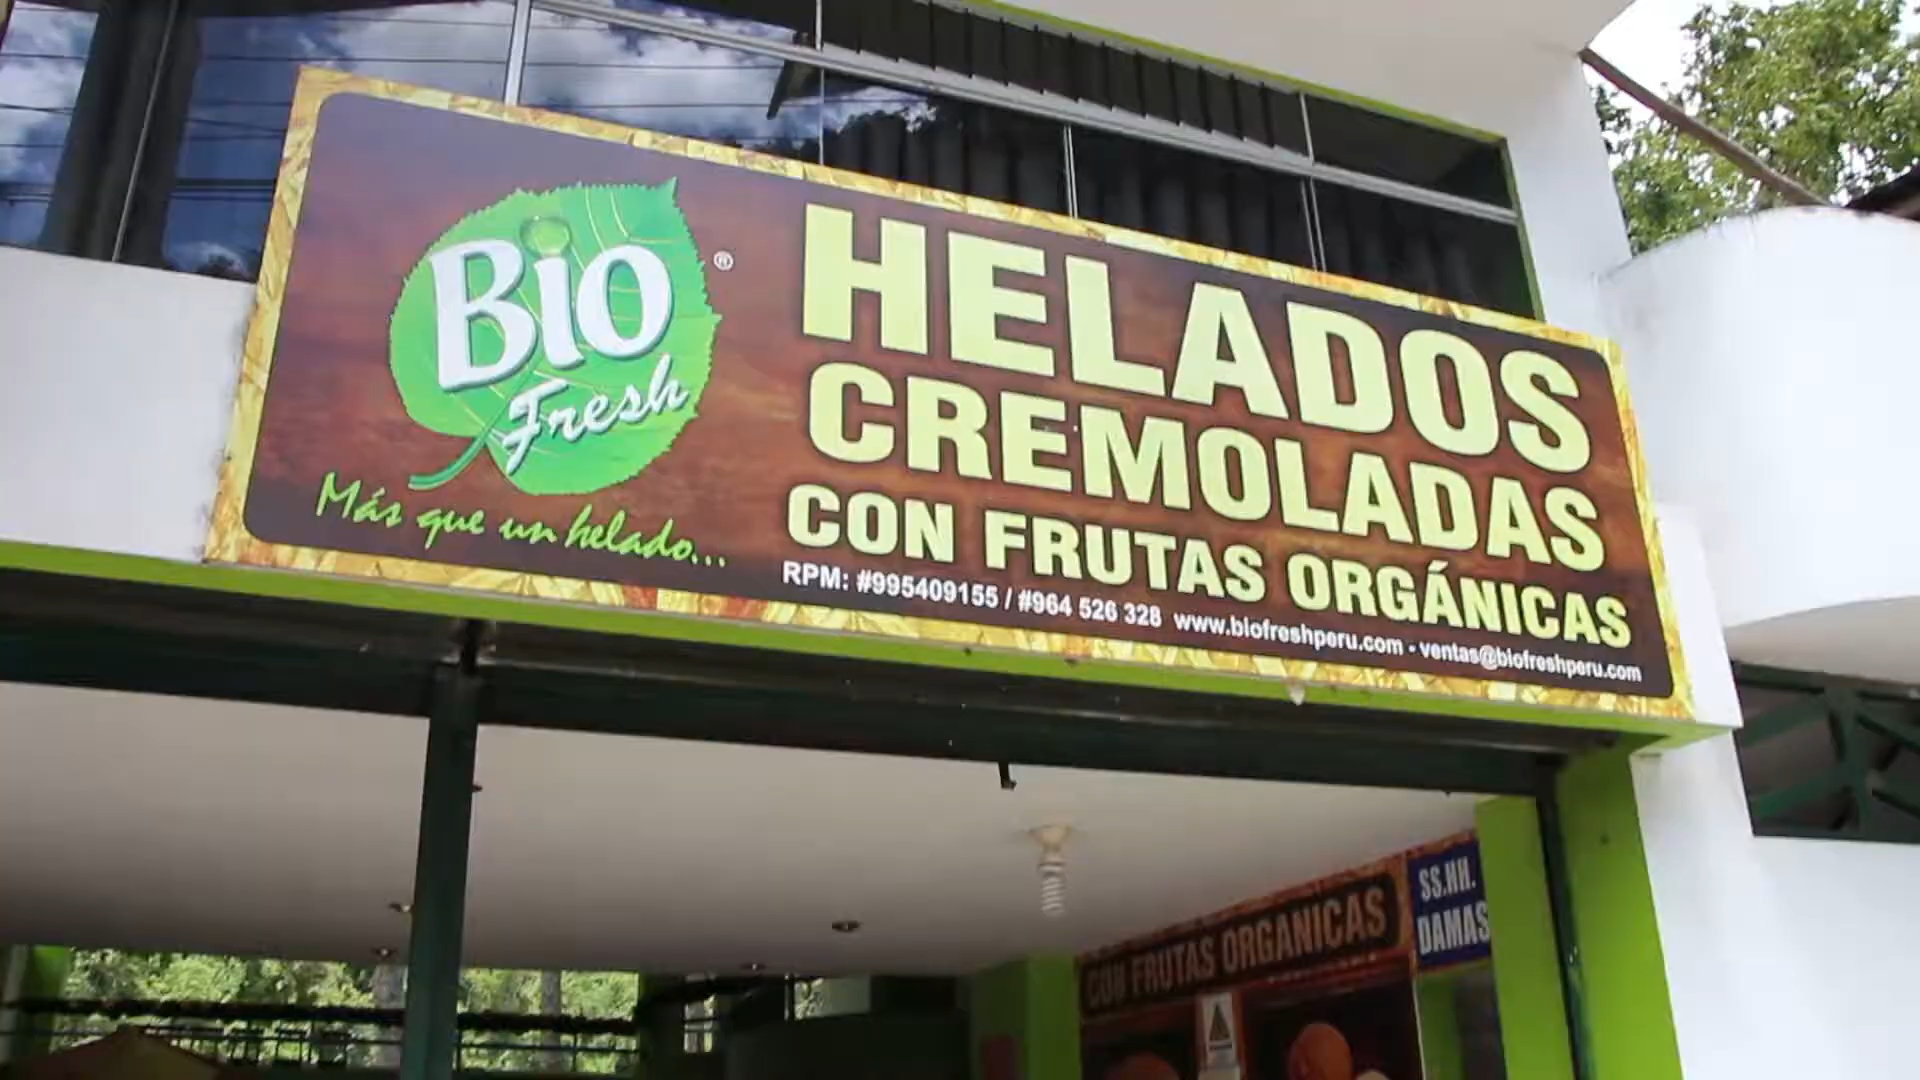 Bio
Fresh
®
Más que un helado...
HELADOS
CREMOLADAS
CON FRUTAS ORGÁNICAS
RPM: #995409155 / #964 526 328 www.biofreshperu.com - ventas@biofreshperu.com
CON FRUTAS ORGANICAS
SS.HH.
DAMAS